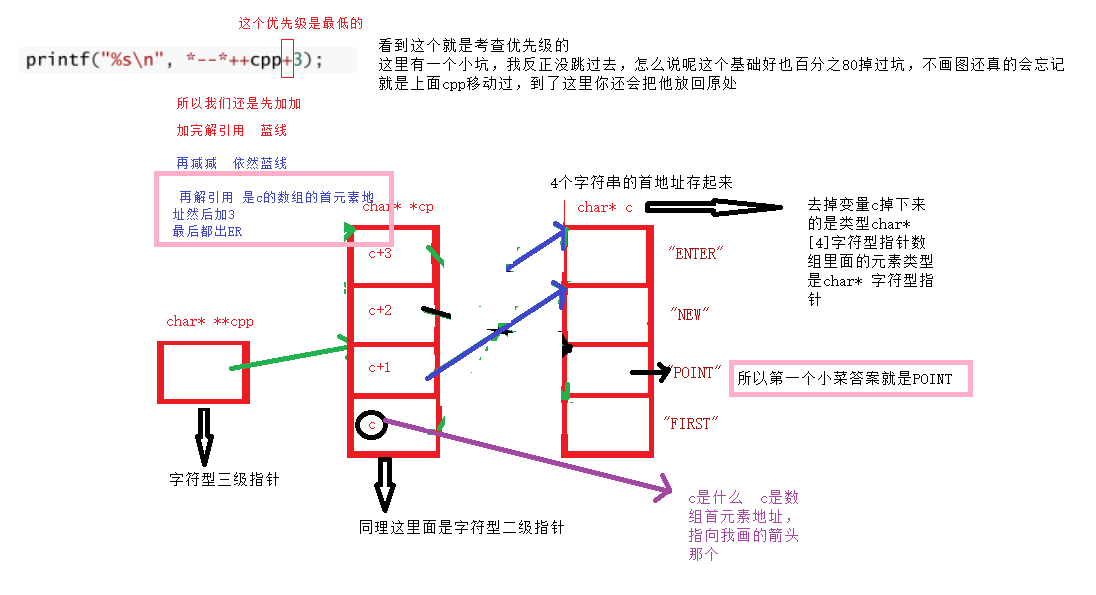 这个优先级是最低的
printf("%s\n", *--*++cpp+3);
看到这个就是考查优先级的
这里有一个小坑，我反正没跳过去，怎么说呢这个基础好也百分之80掉过坑，不画图还真的会忘记
就是上面cpp移动过，到了这里你还会把他放回原处
所以我们还是先加加
加完解引用 蓝线
再减减 依然蓝线
再解引用 是c的数组的首元素地
址然后加3
最后都出ER
char* *cp
4个字符串的首地址存起来
char* c
去掉变量c掉下来
的是类型char*
[4]字符型指针数
组里面的元素类型
是char* 字符型指
针
c+3
"ENTER"
c+2
"NEW"
char* **cpp
c+1
"POINT"
所以第一个小菜答案就是POINT
c
"FIRST"
字符型三级指针
同理这里面是字符型二级指针
c是什么 c是数
组首元素地址，
指向我画的箭头
那个